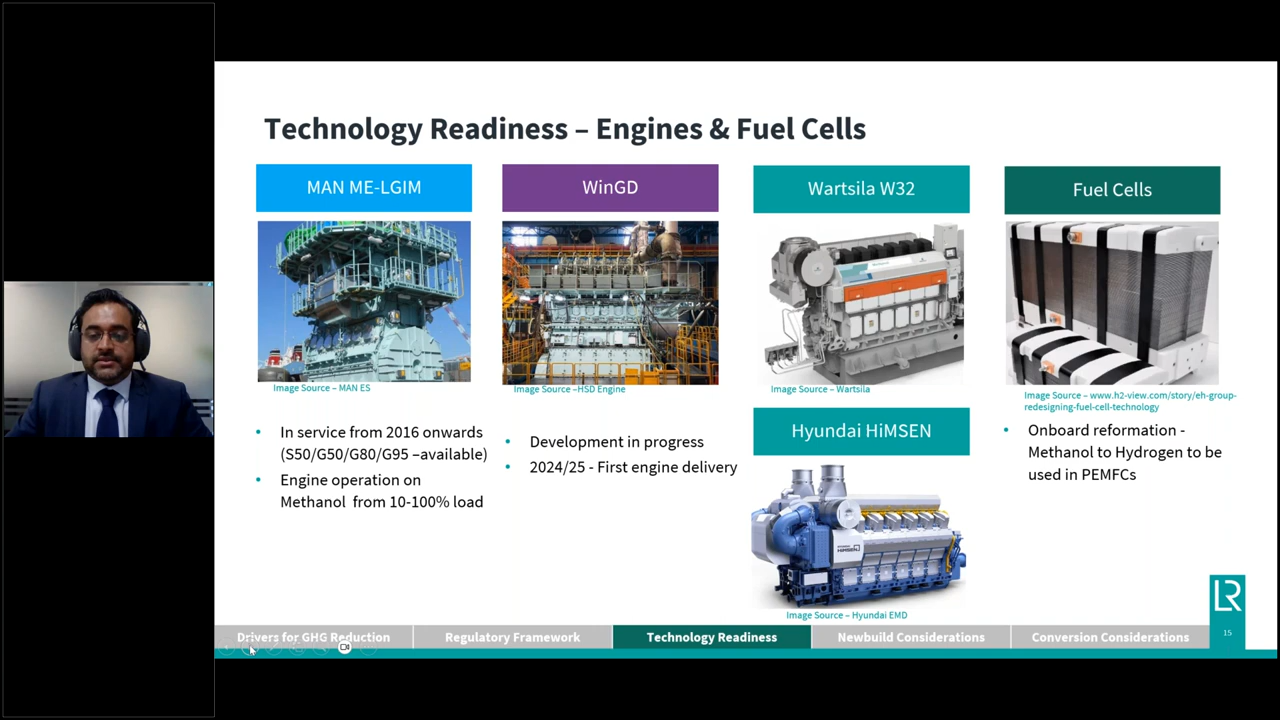 Technology Readiness – Engines & Fuel Cells
MAN ME-LGIM
Image Source – MAN ES
• In service from 2016 onwards
(S50/G50/G80/G95 –available)
• Engine operation on
Methanol from 10-100% load
WinGD
Image Source –HSD Engine
• Development in progress
• 2024/25 - First engine delivery
Wartsila W32
Image Source – Wartsila
Hyundai HiMSEN
HIMSEN
Image Source – Hyundai EMD
Fuel Cells
Image Source – www.h2-view.com/story/eh-group-
redesigning-fuel-cell-technology
• Onboard reformation -
Methanol to Hydrogen to be
used in PEMFCs
LR
15
Drivers for GHG Reduction
Regulatory Framework
Technology Readiness
Newbuild Considerations
Conversion Considerations